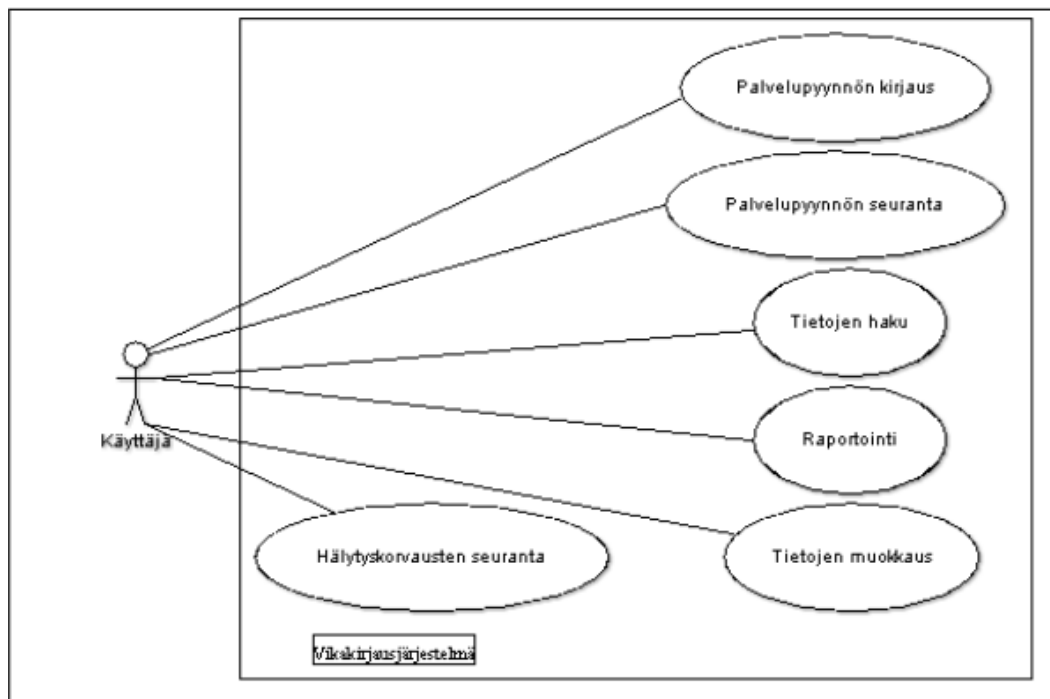 Palvelupyynnön kirjaus
Palvelupyynnön seuranta
Tietojen haku
Käyttäjä
Raportointi
Hälytyskorvausten seuranta
Tietojen muokkaus
Vikakirjausjärjestelmä